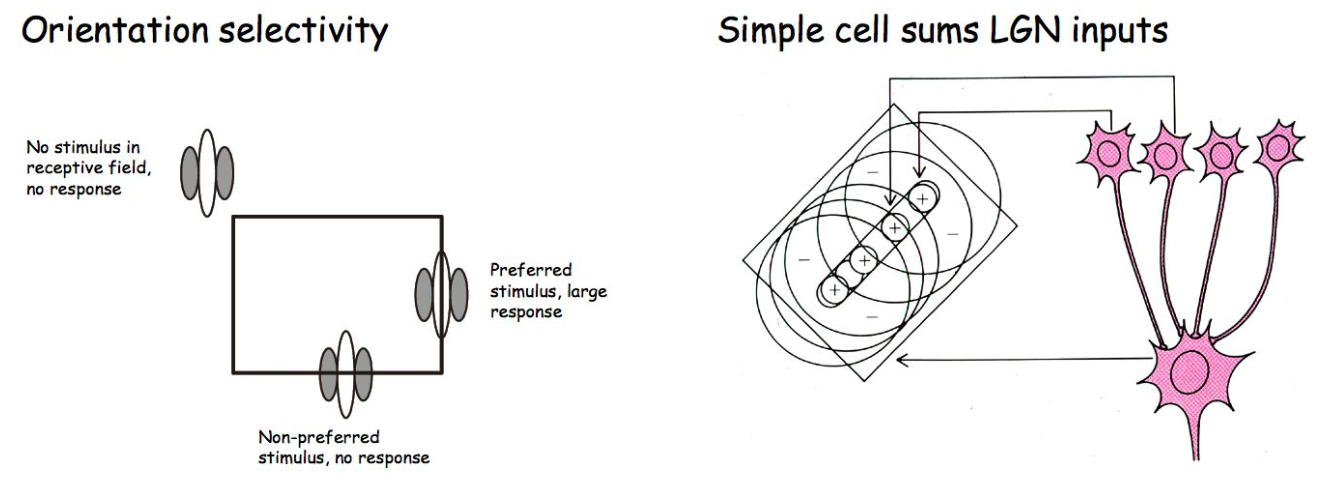 Orientation selectivity
No stimulus in
receptive field,
no response
Preferred
stimulus, large
response
Non-preferred
stimulus, no response
Simple cell sums LGN inputs
−
+
+
−
−
+
+
−